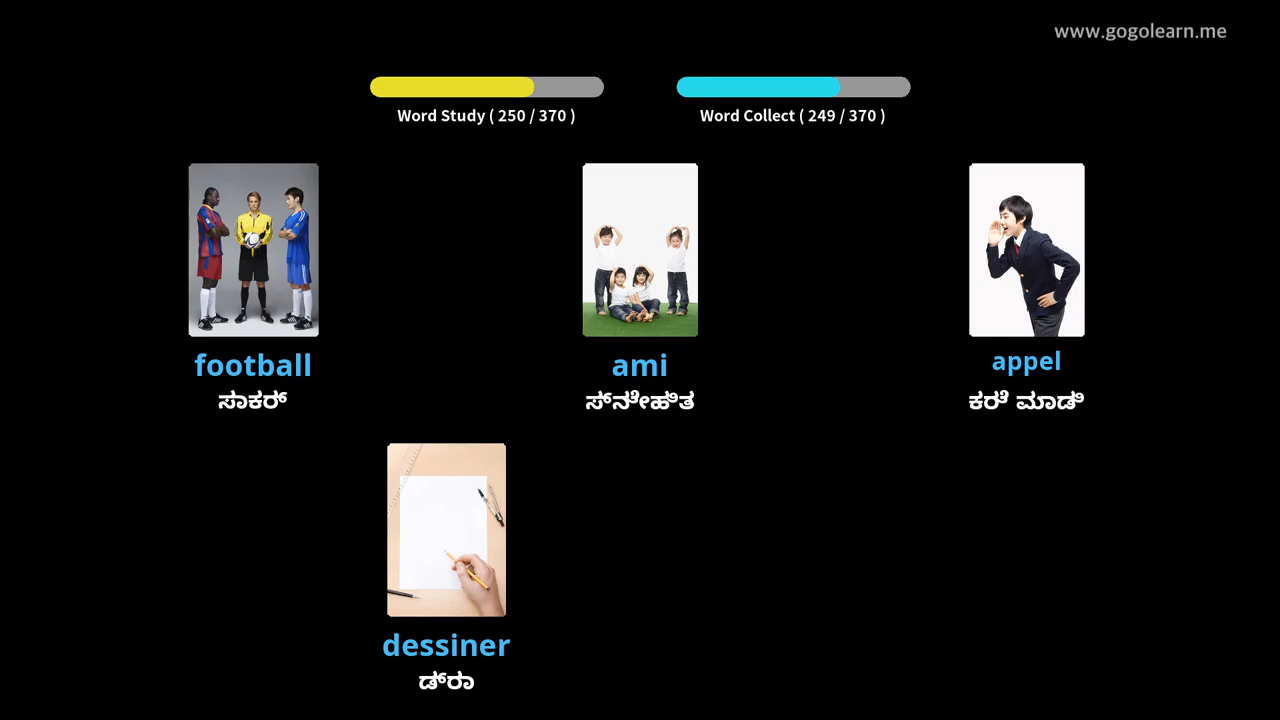 www.gogolearn.me
Word Study ( 250 / 370 )
Word Collect ( 249 / 370 )
football
ami
appel
ಸಾಕರ್
ಸ್ನೇಹಿತ
ಕರೆ ಮಾಡಿ
dessiner
ಡ್ರಾ